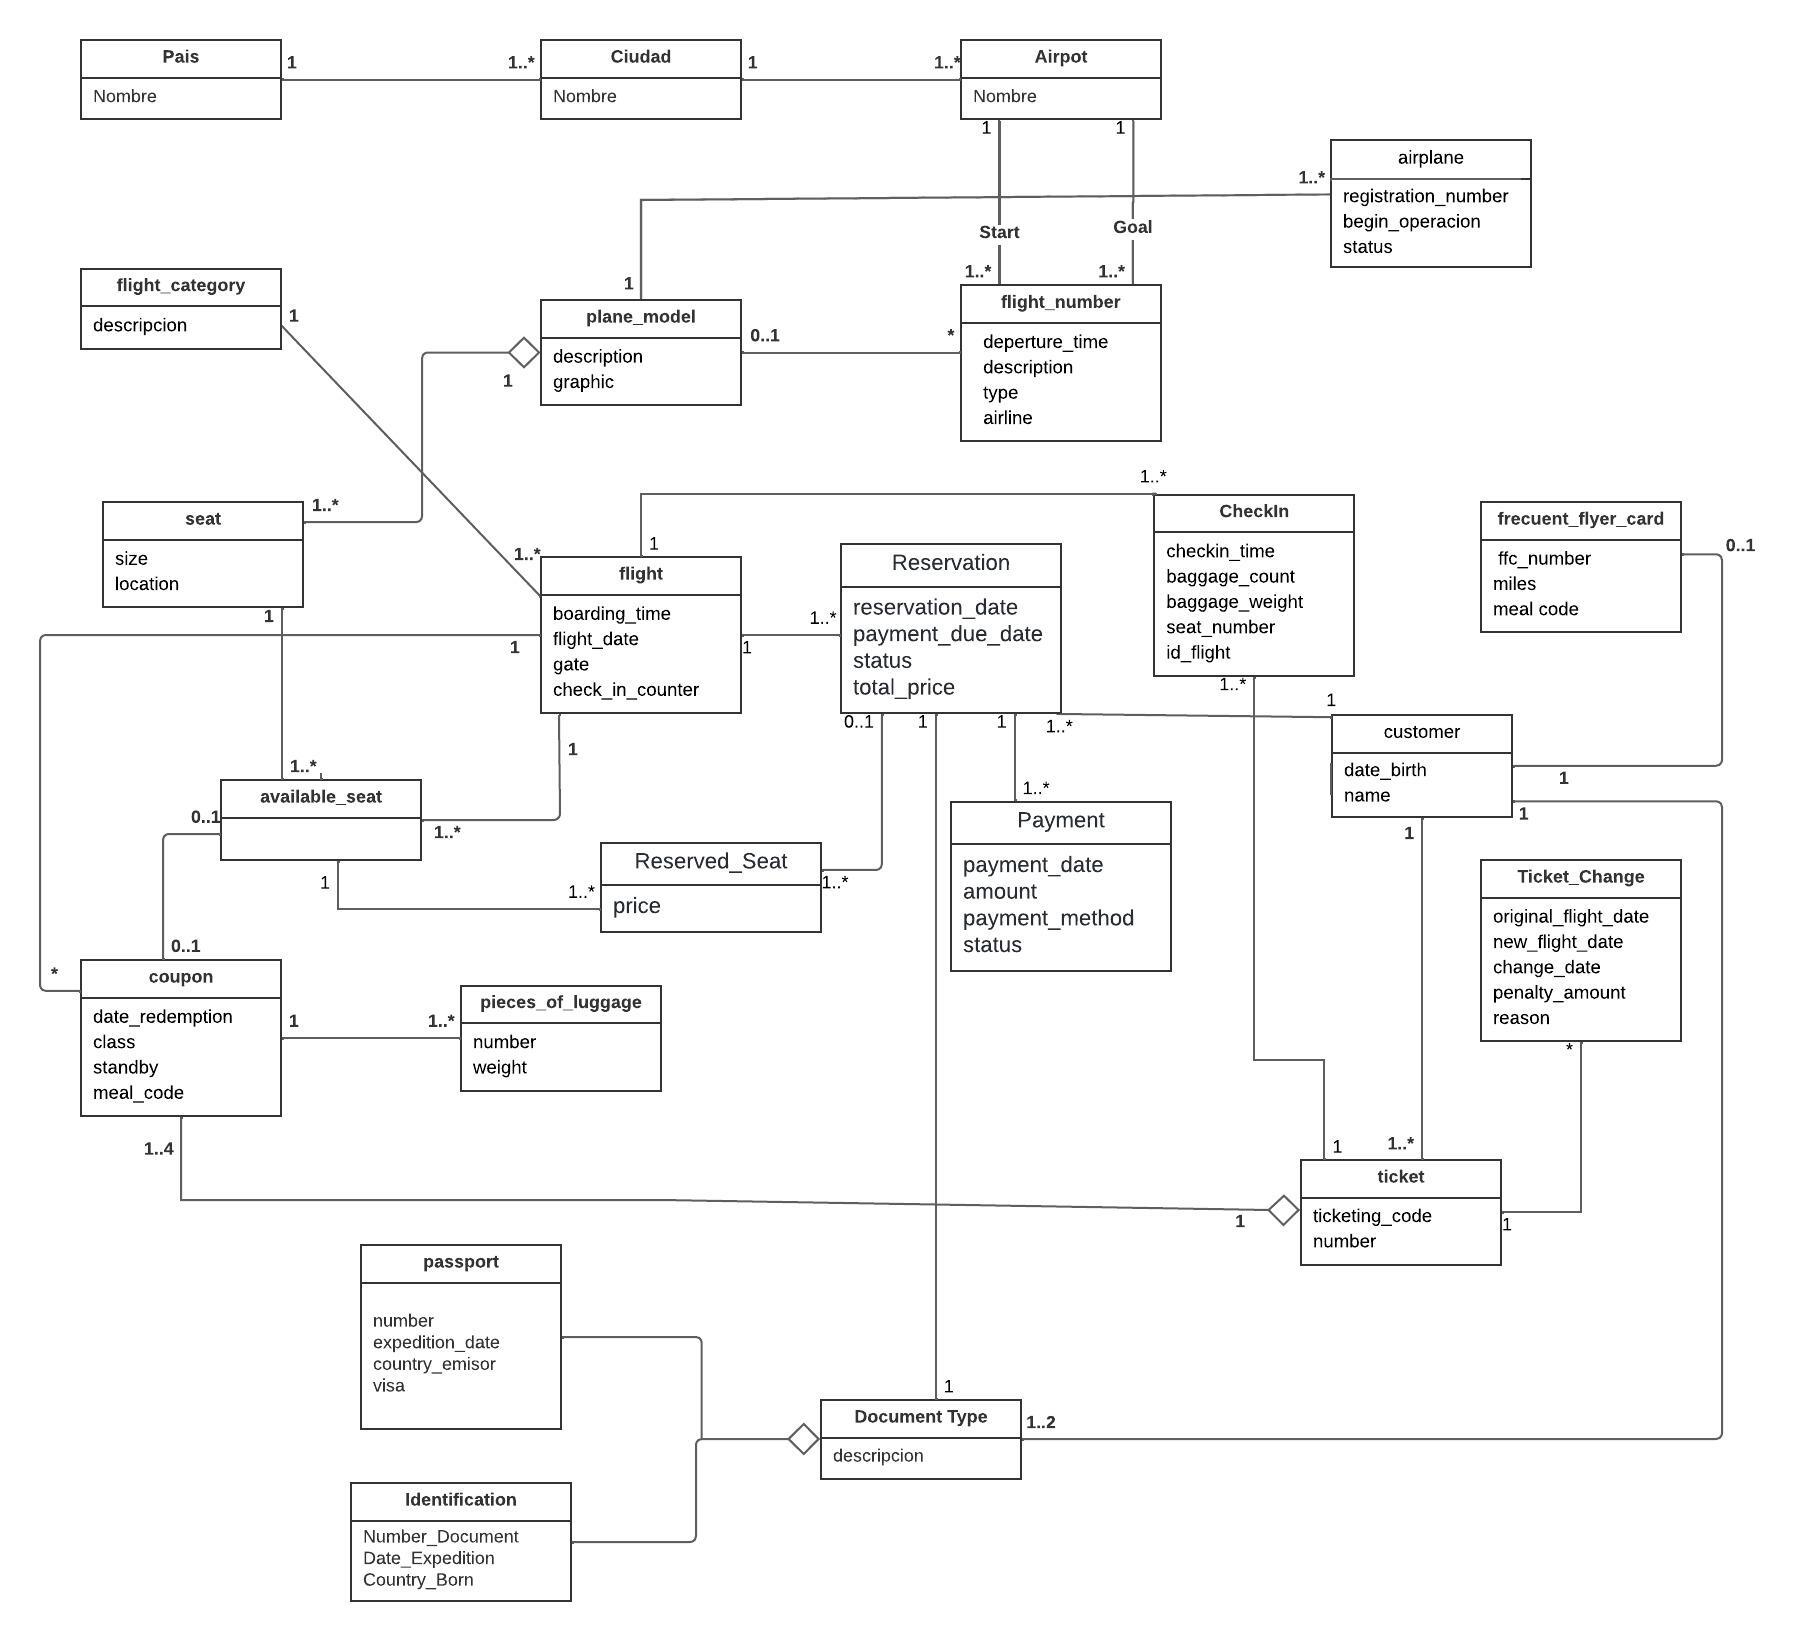 Pais
1
1..*
Nombre
Ciudad
1
1..*
Nombre
Airpot
Nombre
1
1
airplane
1..*
registration_number
begin_operacion
status
Start
Goal
1..*
1..*
flight_category
1
descripcion
1
plane_model
0..1
*
description
graphic
1
flight_number
deperture_time
description
type
airline
seat
1..*
size
location
1
1..*
1
flight
1
boarding_time
flight_date
gate
check_in_counter
1
1
Reservation
1..*
reservation_date
payment_due_date
status
total_price
0..1
1
1
1..*
1..*
CheckIn
checkin_time
baggage_count
baggage_weight
seat_number
id_flight
1..*
frecuent_flyer_card
0..1
ffc_number
miles
meal code
1
customer
date_birth
name
1
1
1
1..*
available_seat
0..1
1..*
1
Reserved_Seat
1..*
1..*
price
1..*
Payment
payment_date
amount
payment_method
status
Ticket_Change
original_flight_date
new_flight_date
change_date
penalty_amount
reason
*
0..1
*
coupon
date_redemption
class
standby
meal_code
1
1..*
pieces_of_luggage
number
weight
1..4
1
1..*
ticket
ticketing_code
number
1
1
passport
number
expedition_date
country_emisor
visa
1
Document Type
1..2
descripcion
Identification
Number_Document
Date_Expedition
Country_Born